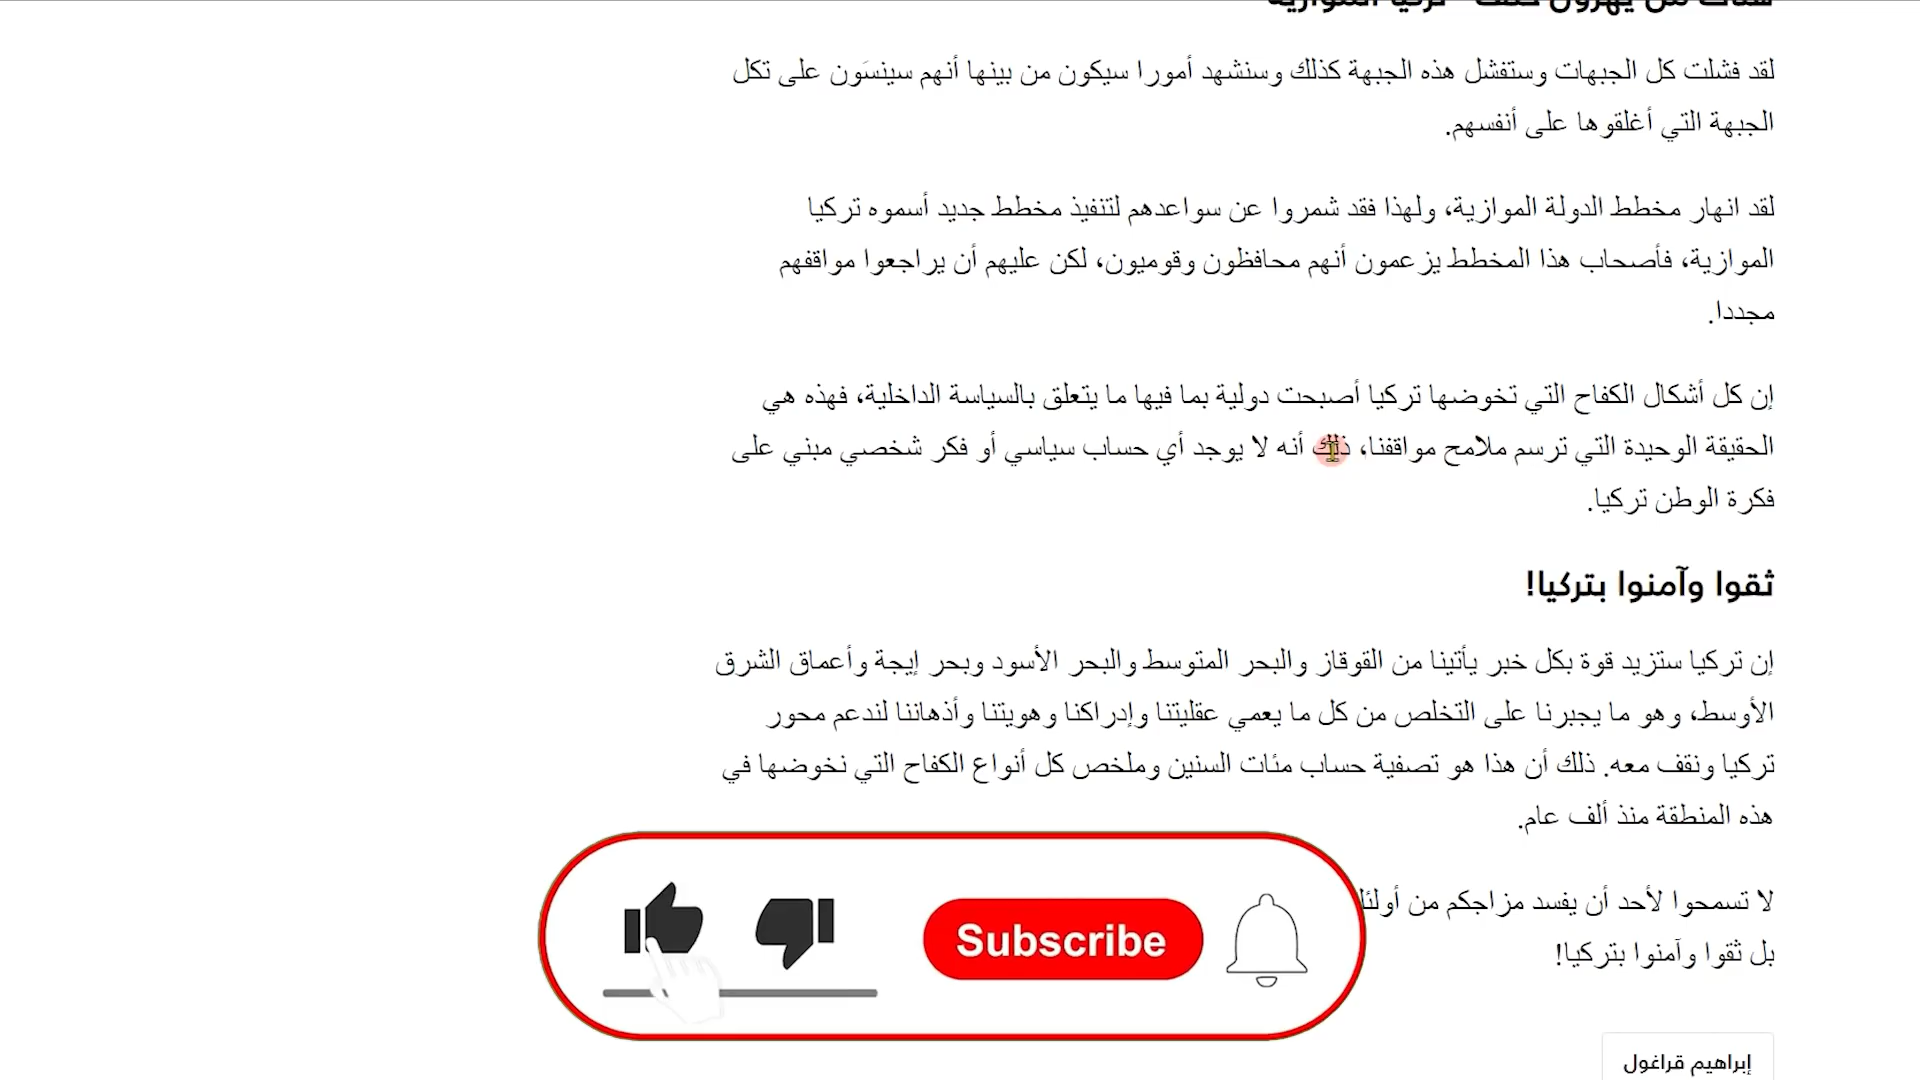 لقد فشلت كل الجبهات وستفشل هذه الجبهة كذلك وسنشهد أمورا سيكون من بينها أنهم سينسَون على تكل
الجبهة التي أغلقوها على أنفسهم.
لقد انهار مخطط الدولة الموازية، ولهذا فقد شمروا عن سواعدهم لتنفيذ مخطط جديد أسموه تركيا
الموازية، فأصحاب هذا المخطط يزعمون أنهم محافظون وقوميون، لكن عليهم أن يراجعوا مواقفهم
مجددا.
إن كل أشكال الكفاح التي تخوضها تركيا أصبحت دولية بما فيها ما يتعلق بالسياسة الداخلية، فهذه هي
الحقيقة الوحيدة التي ترسم ملامح مواقفنا، ذلك أنه لا يوجد أي حساب سياسي أو فكر شخصي مبني على
فكرة الوطن تركيا.
ثقوا وآمنوا بتركيا!
إن تركيا ستزيد قوة بكل خبر يأتينا من القوقاز والبحر المتوسط والبحر الأسود وبحر إيجة وأعماق الشرق
الأوسط، وهو ما يجبرنا على التخلص من كل ما يعمي عقليتنا وإدراكنا وهويتنا وأذهاننا لندعم محور
تركيا ونقف معه. ذلك أن هذا هو تصفية حساب مئات السنين وملخص كل أنواع الكفاح التي نخوضها في
هذه المنطقة منذ ألف عام.
لا تسمحوا لأحد أن يفسد مزاجكم من
بل ثقوا وآمنوا بتركيا!
Subscribe
إبراهيم قراغول